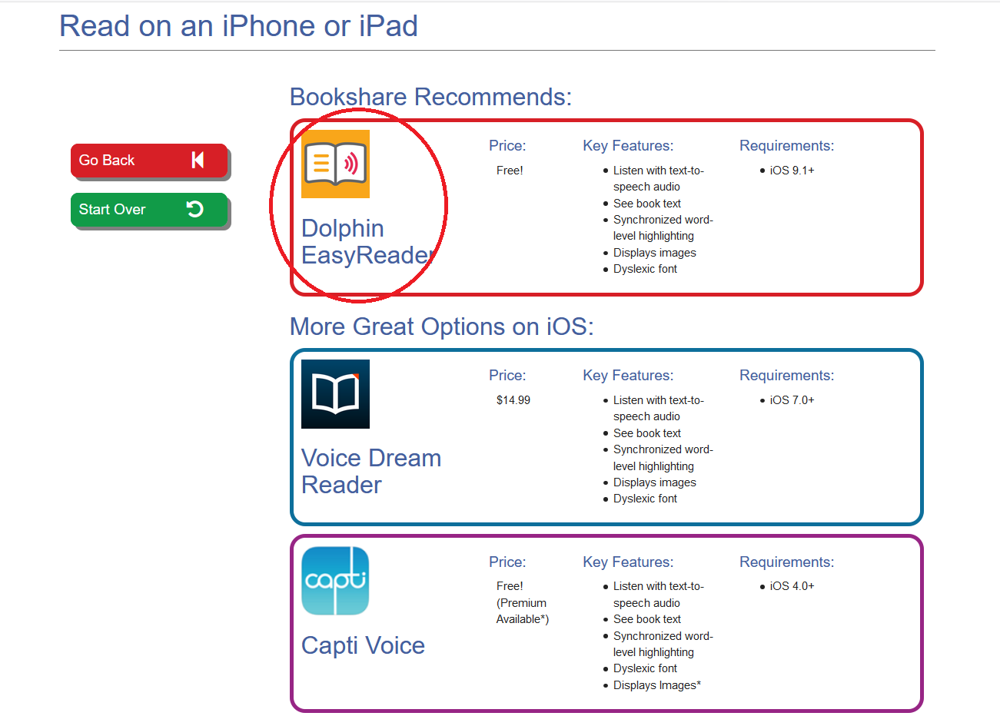 Read on an iPhone or iPad
Go Back
Start Over
Bookshare Recommends:
Dolphin
EasyReader
Price:
Free!
Key Features:
Listen with text-to-
speech audio
See book text
Synchronized word-
level highlighting
Displays images
Dyslexic font
Requirements:
iOS 9.1+
More Great Options on iOS:
Voice Dream
Reader
Price:
$14.99
Key Features:
Listen with text-to-
speech audio
See book text
Synchronized word-
level highlighting
Displays images
Dyslexic font
Requirements:
iOS 7.0+
capti
Capti Voice
Price:
Free!
(Premium
Available*)
Key Features:
Listen with text-to-
speech audio
See book text
Synchronized word-
level highlighting
Dyslexic font
Displays Images*
Requirements:
iOS 4.0+